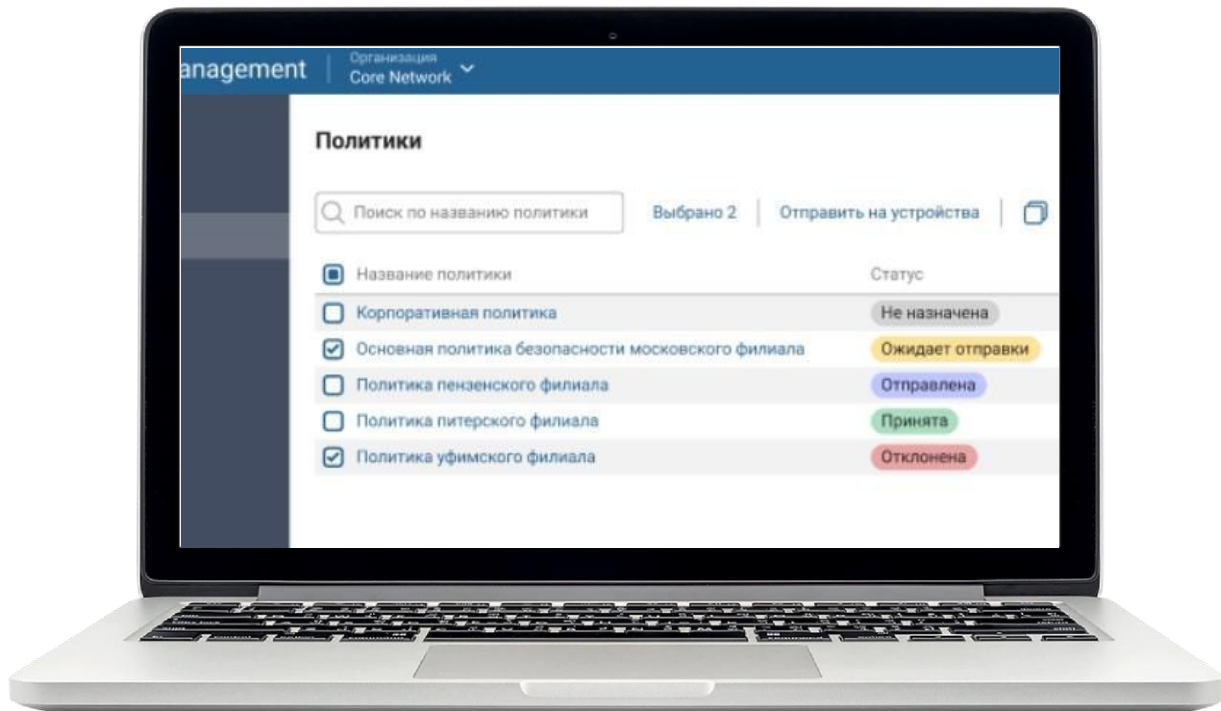 anagement
Организация
Core Network
Политики
Поиск по названию политики
Выбрано 2
Отправить на устройства
Название политики Статус
Корпоративная политика Не назначена
Основная политика безопасности московского филиала Ожидает отправки
Политика пензенского филиала Отправлена
Политика питерского филиала Принята
Политика уфимского филиала Отклонена